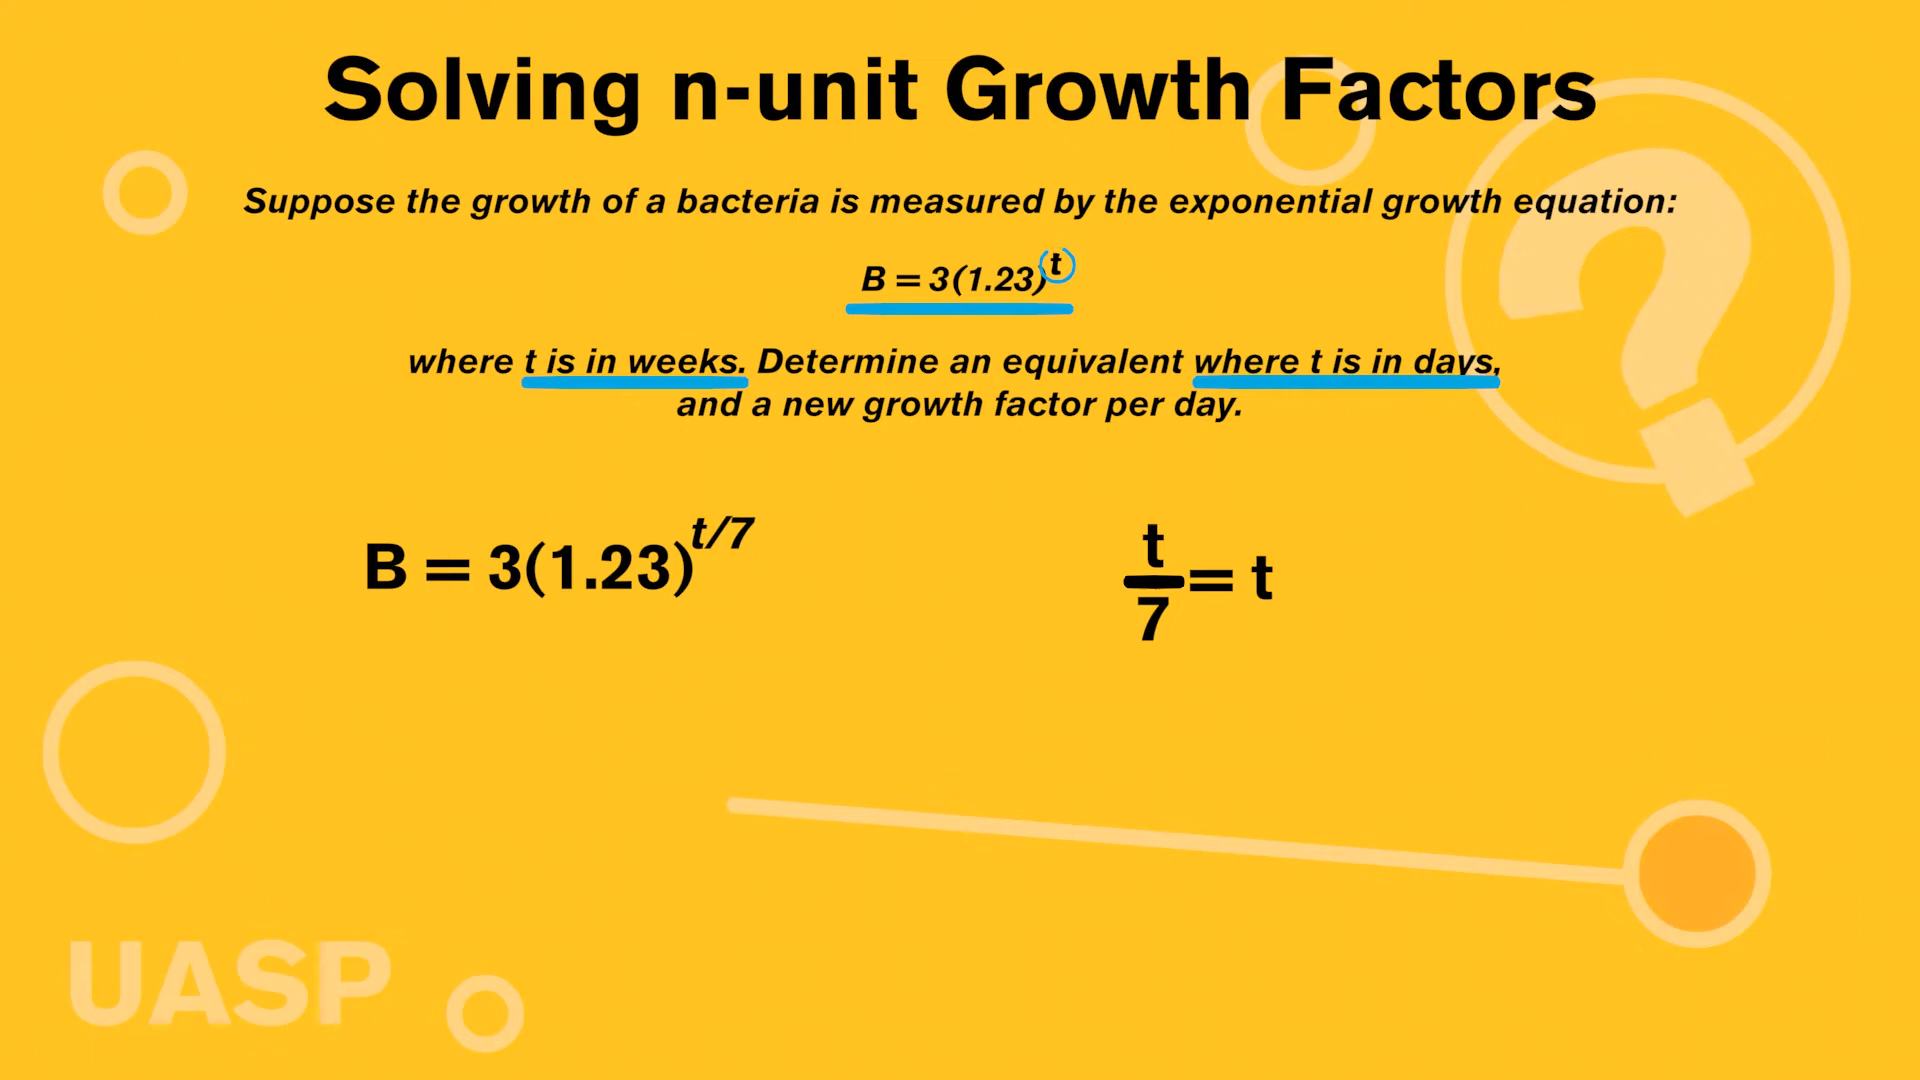 Solving n-unit Growth Factors
Suppose the growth of a bacteria is measured by the exponential growth equation:
B = 3(1.23)^t
where t is in weeks. Determine an equivalent where t is in days,
and a new growth factor per day.
B = 3(1.23)^t/7
t/7 = t
UASP